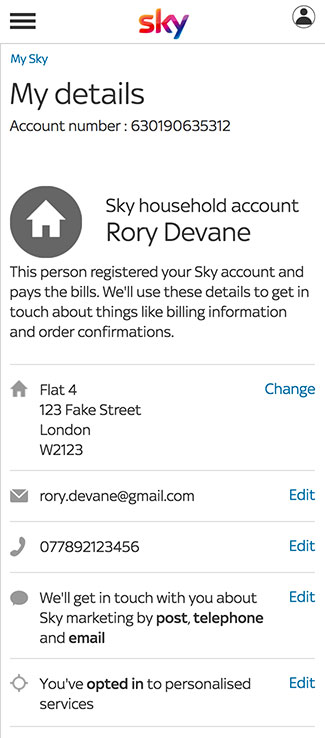 sky
My Sky
My details
Account number : 630190635312
Sky household account
Rory Devane
This person registered your Sky account and
pays the bills. We'll use these details to get in
touch about things like billing information
and order confirmations.
Flat 4
Change
123 Fake Street
London
W2123
rory.devane@gmail.com
Edit
077892123456
Edit
We'll get in touch with you about
Edit
Sky marketing by post, telephone
and email
You've opted in to personalised
Edit
services